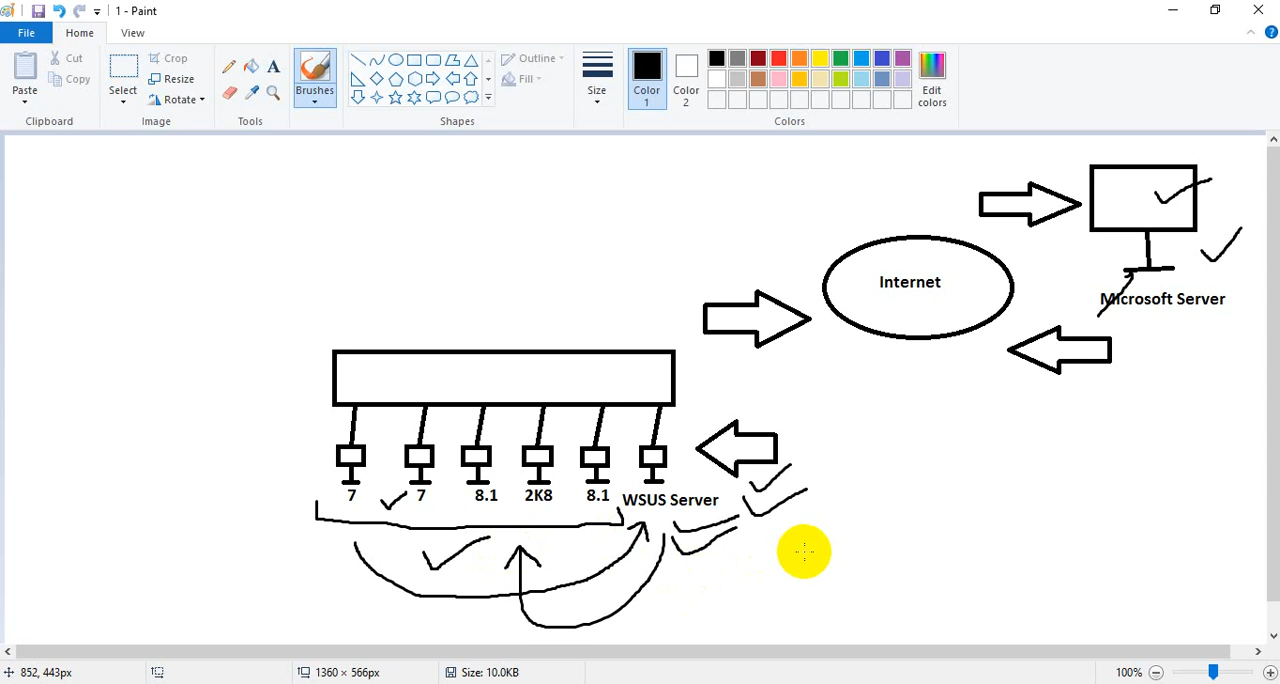 1 - Paint
File Home View
Paste Cut Copy
Clipboard
Select Crop Resize Rotate
Image
A
Tools
Brushes
Shapes
Outline
Fill
Size
Color 1
Color 2
Edit colors
Colors
Microsoft Server
Internet
7 7 8.1 2K8 8.1 WSUS Server
852, 443px
1360 × 566px
Size: 10.0KB
100%